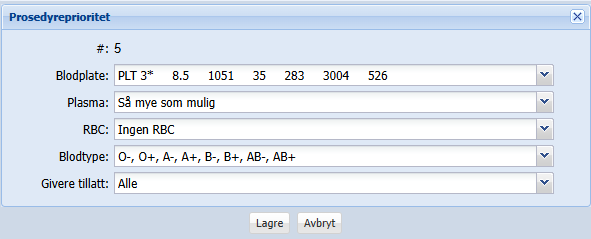 Prosedyreprioritet
#: 5
Blodplate: PLT 3* 8.5 1051 35 283 3004 526
Plasma: Så mye som mulig
RBC: Ingen RBC
Blodtype: O-, O+, A-, A+, B-, B+, AB-, AB+
Givere tillatt: Alle
Lagre Avbryt